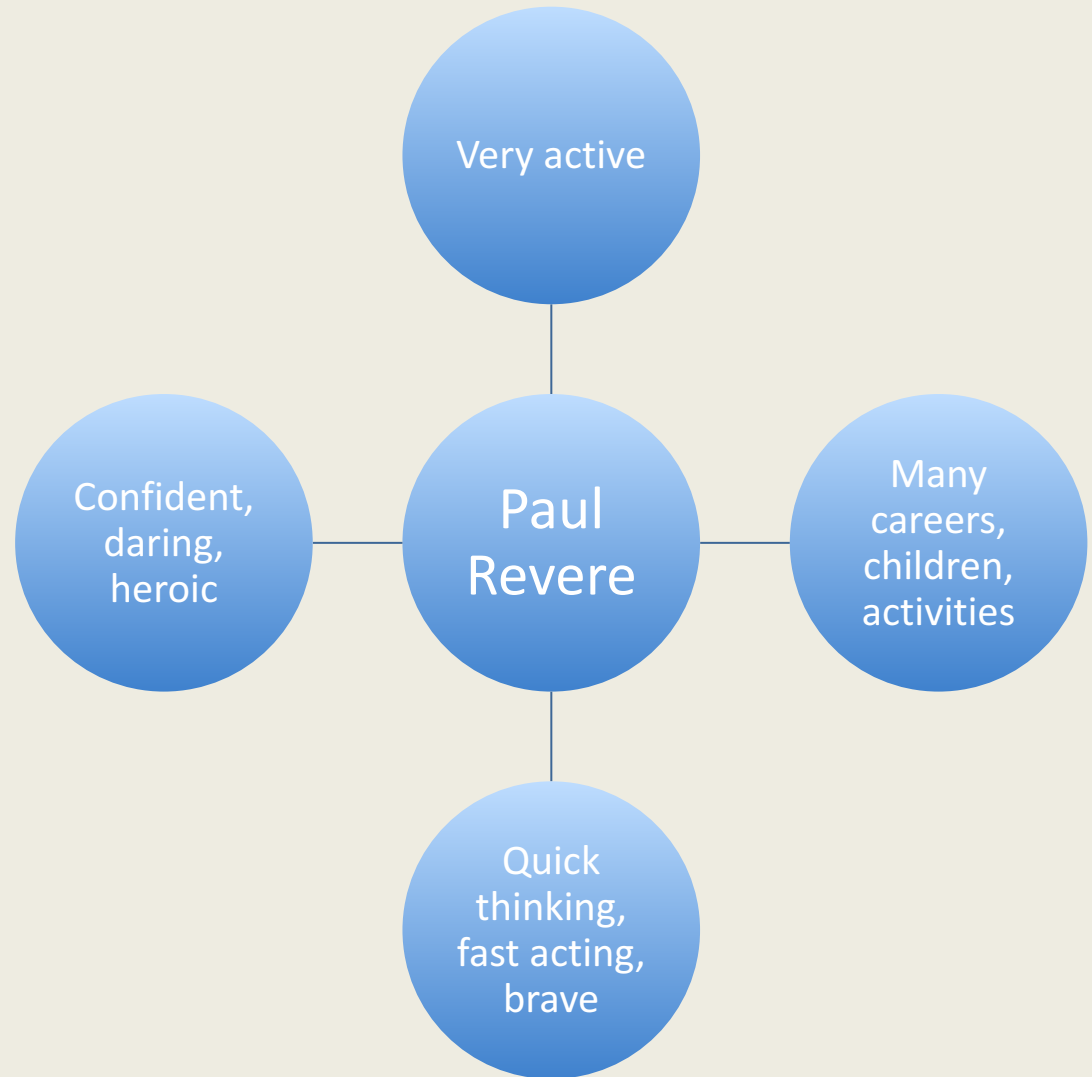 Very active
Confident,
daring,
heroic
Paul
Revere
Many
careers,
children,
activities
Quick
thinking,
fast acting,
brave